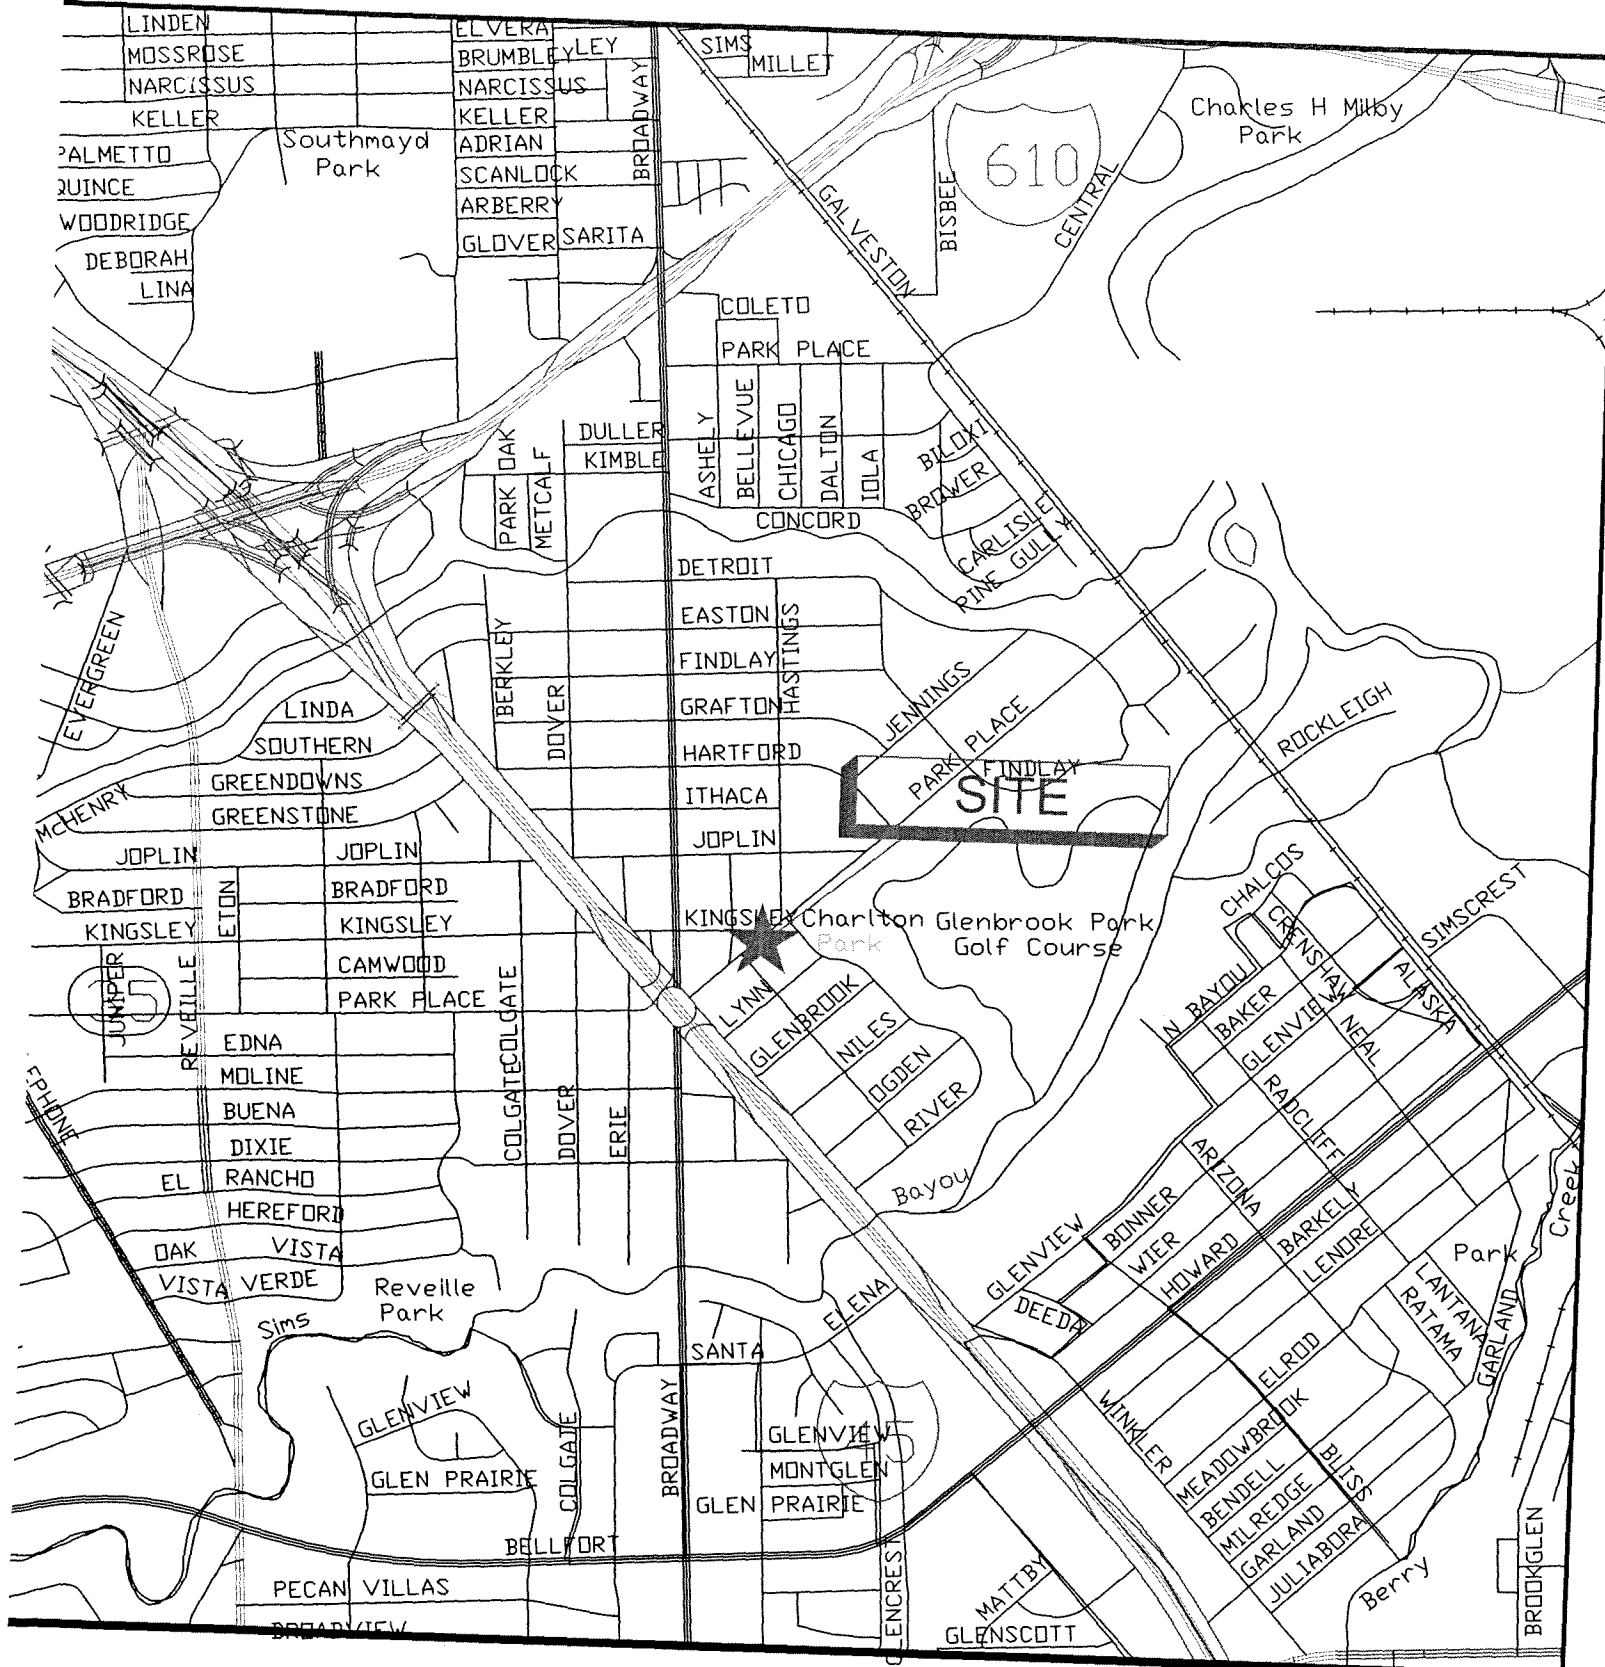 LINDEN
MOSSROSE
NARCISSUS
KELLER
PALMETTO
QUINCE
WOODRIDGE
DEBORAH
LINA
Southmayd
Park
ELVERA
BRUMBLEY
LEY
NARCISSUS
KELLER
ADRIAN
SCANLOCK
ARBERRY
GLOVER
SARITA
BROADWAY
SIMS
MILLET
GALVESTON
BISBEE
610
CENTRAL
Charles H Milby
Park
COLETO
PARK PLACE
ASHELY
BELLEVUE
CHICAGO
DALTON
IOLA
DULLER
KIMBLE
PARK OAK
METCALF
BILOXI
BROWER
CARLISLE
PINE GULLY
CONCORD
DETROIT
EASTON
FINDLAY
GRAFTON
HARTFORD
ITHACA
JOPLIN
HASTINGS
BERKLEY
DOVER
EVERGREEN
LINDA
SOUTHERN
GREENDOWNS
GREENSTONE
McHENRY
JOPLIN
JOPLIN
BRADFORD
BRADFORD
KINGSLEY
KINGSLEY
ETON
CAMWOOD
PARK PLACE
JUNIPER
35
REVEILLE
JENNINGS
PARK PLACE
FINDLAY
SITE
ROCKLEIGH
KINGSLEY
Charlton
Park
Glenbrook Park
Golf Course
CHALCOS
CRENSHAW
SIMSCREST
ALASKA
N BAYOU
BAKER
GLENVIEW
NEAL
RADCLIFF
LYNN
GLENBROOK
NILES
OGDEN
RIVER
EDNA
MOLINE
BUENA
DIXIE
EL RANCHO
HEREFORD
OAK VISTA
VISTA VERDE
EPHONE
COLGATE
COLGATE
DOVER
ERIE
Bayou
ARIZONA
BONNER
WIER
HOWARD
BARKELY
LENORE
GLENVIEW
DEEDA
Park
Creek
LANTANA
RATAMA
GARLAND
Reveille
Park
Sims
ELENA
SANTA
GLENVIEW
GLEN PRAIRIE
COLGATE
BROADWAY
GLENVIEW
45
MONTGLEN
GLEN PRAIRIE
WINKLER
ELROD
MEADOWBROOK
BENDELL
MILREDGE
GARLAND
JULIABORA
BLISS
BELLFORT
PECAN VILLAS
BROADVIEW
GLENCREST
MATTBY
GLENSCOTT
Berry
BROOKGLEN